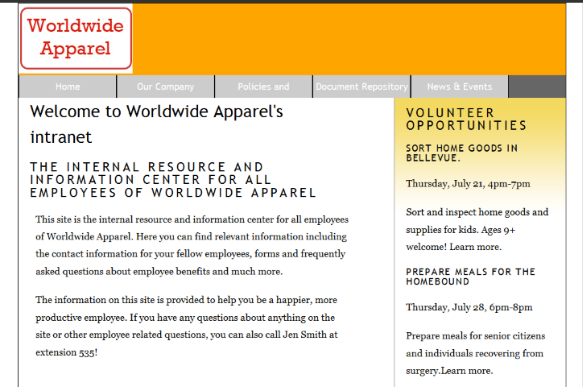 Worldwide
Apparel
Home
Our Company
Policies and
Document Repository
News & Events
Welcome to Worldwide Apparel's
intranet
THE INTERNAL RESOURCE AND
INFORMATION CENTER FOR ALL
EMPLOYEES OF WORLDWIDE APPAREL
This site is the internal resource and information center for all employees
of Worldwide Apparel. Here you can find relevant information including
the contact information for your fellow employees, forms and frequently
asked questions about employee benefits and much more.
The information on this site is provided to help you be a happier, more
productive employee. If you have any questions about anything on the
site or other employee related questions, you can also call Jen Smith at
extension 535!
VOLUNTEER
OPPORTUNITIES
SORT HOME GOODS IN
BELLEVUE.
Thursday, July 21, 4pm-7pm
Sort and inspect home goods and
supplies for kids. Ages 9+
welcome! Learn more.
PREPARE MEALS FOR THE
HOMEBOUND
Thursday, July 28, 6pm-8pm
Prepare meals for senior citizens
and individuals recovering from
surgery.Learn more.